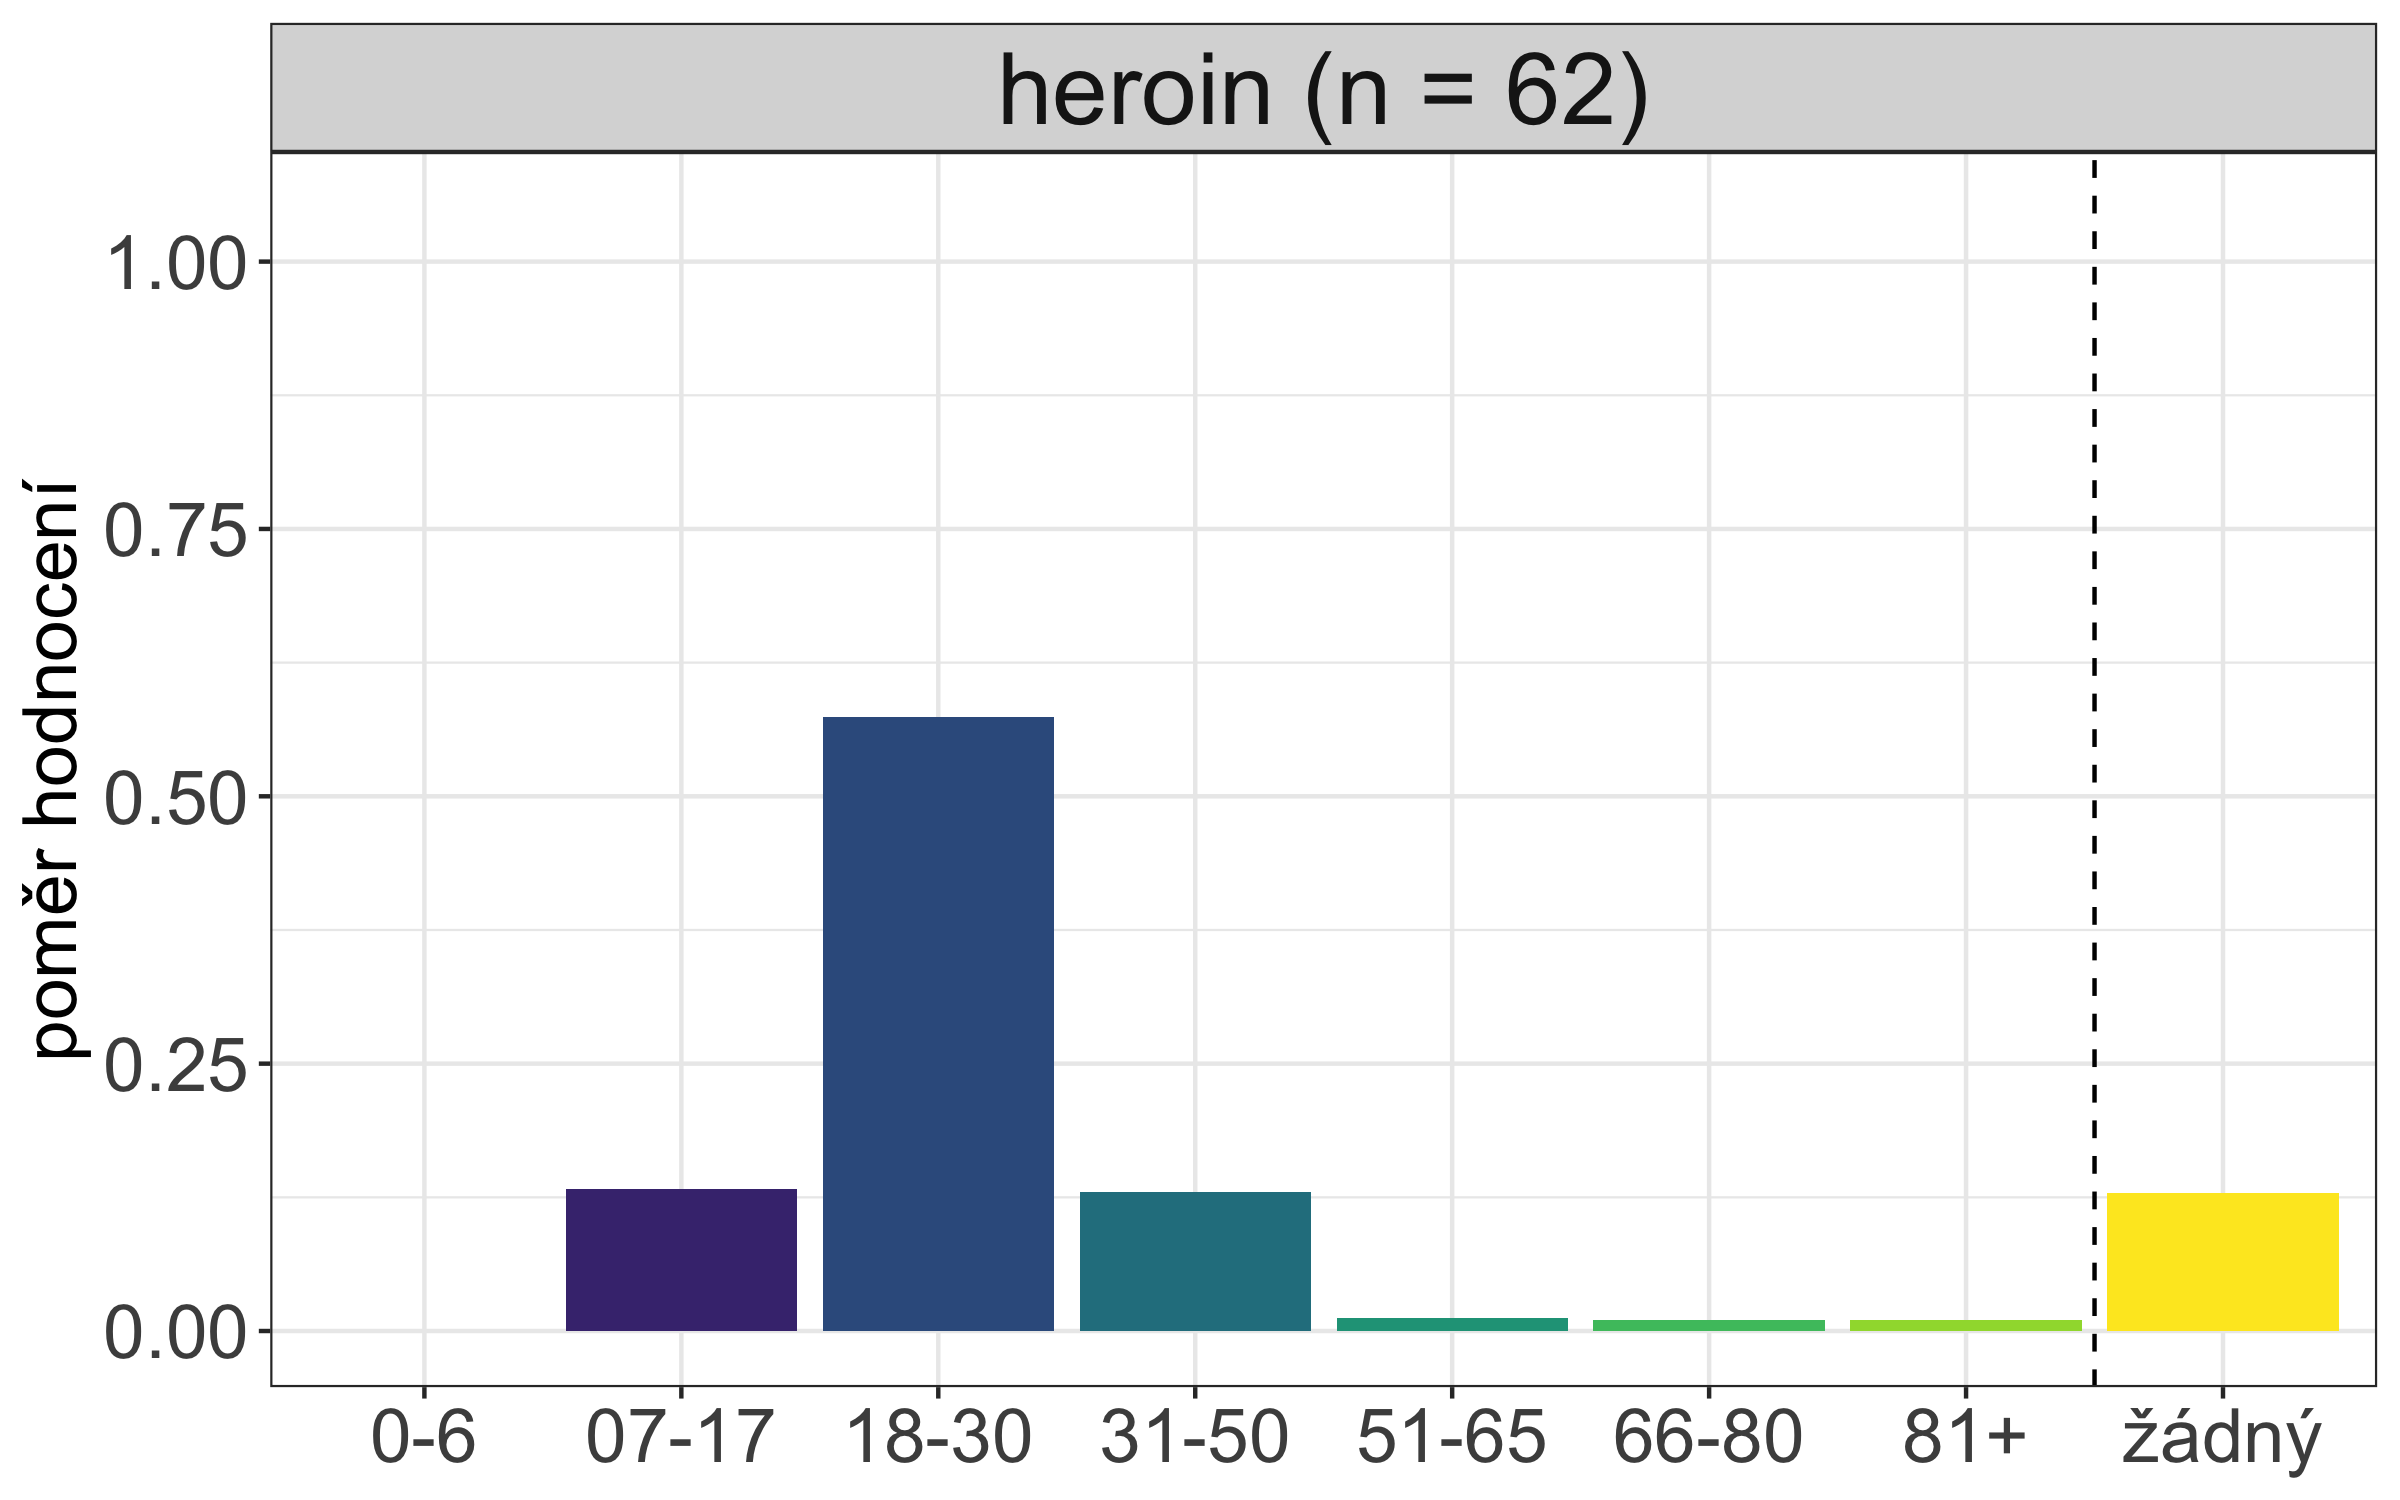 heroin (n = 62)
poměr hodnocení
1.00
0.75
0.50
0.25
0.00
0-6 07-17 18-30 31-50 51-65 66-80 81+ žádný